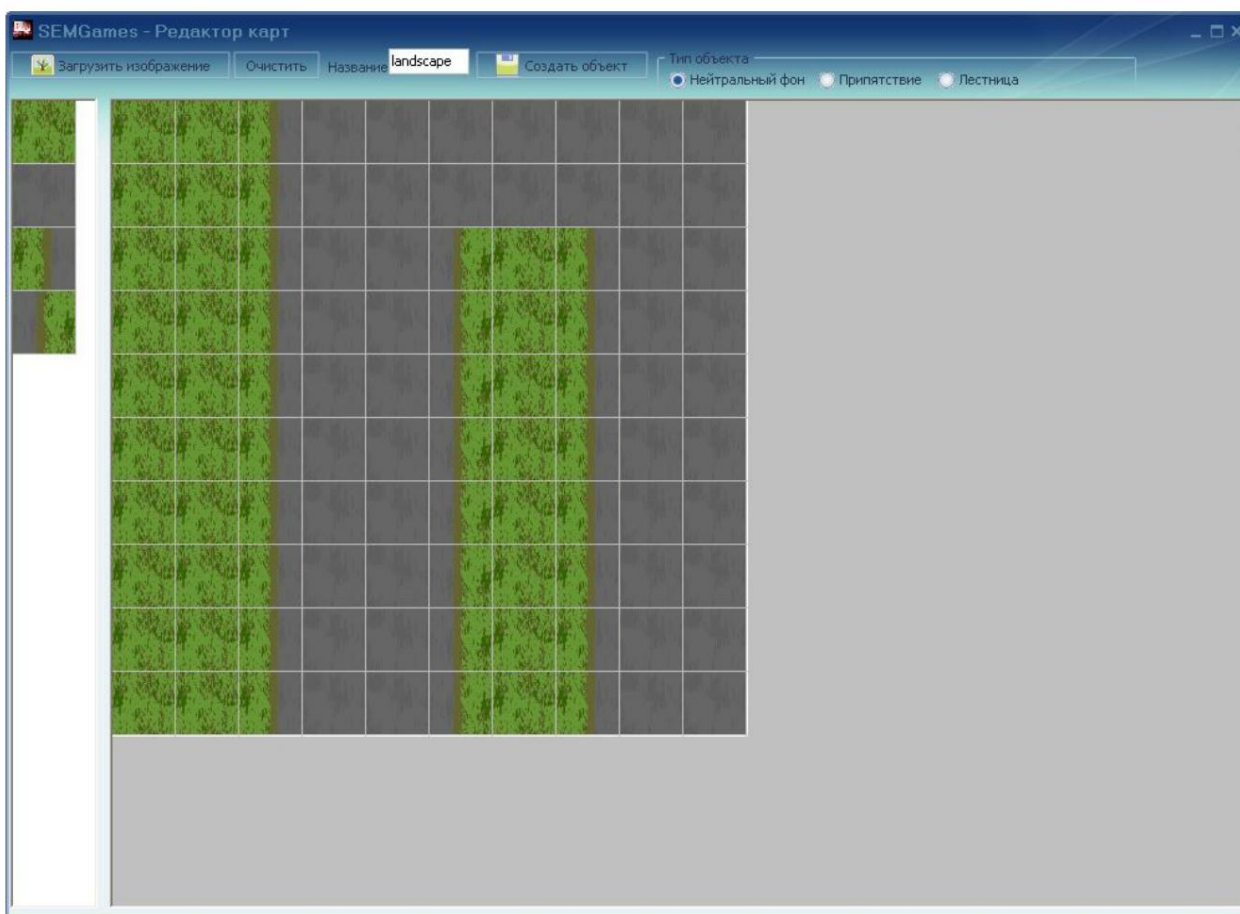 SEMGames - Редактор карт
Загрузить изображение Очистить Название landscape Создать объект
Тип объекта
Нейтральный фон Припятствие Лестница